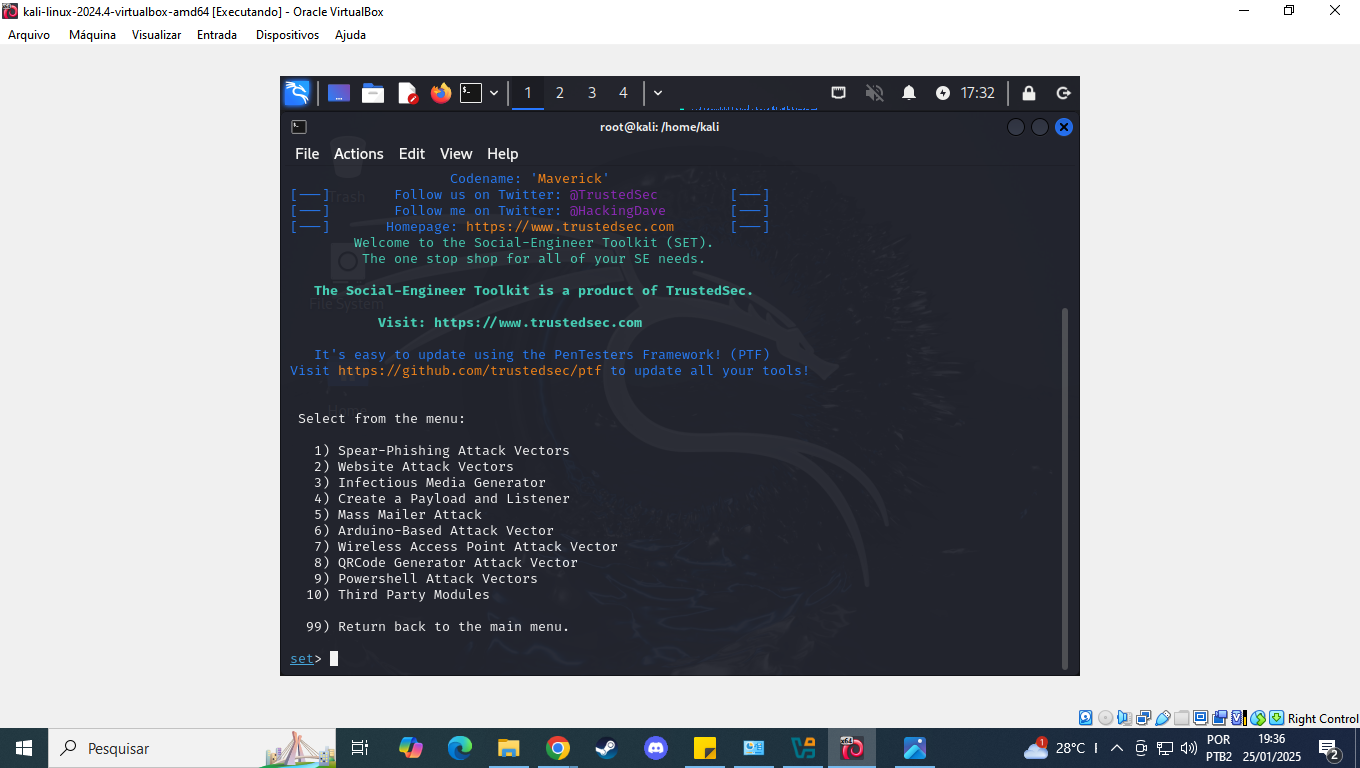 kali-linux-2024.4-virtualbox-amd64 [Executando] - Oracle VirtualBox
Arquivo Máquina Visualizar Entrada Dispositivos Ajuda
1 2 3 4 17:32
root@kali: /home/kali
File Actions Edit View Help
Codename: 'Maverick'
[---] Follow us on Twitter: @TrustedSec [---]
[---] Follow me on Twitter: @HackingDave [---]
[---] Homepage: https://www.trustedsec.com [---]
Welcome to the Social-Engineer Toolkit (SET).
The one stop shop for all of your SE needs.
The Social-Engineer Toolkit is a product of TrustedSec.
Visit: https://www.trustedsec.com
It's easy to update using the PenTesters Framework! (PTF)
Visit https://github.com/trustedsec/ptf to update all your tools!
Select from the menu:
1) Spear-Phishing Attack Vectors
2) Website Attack Vectors
3) Infectious Media Generator
4) Create a Payload and Listener
5) Mass Mailer Attack
6) Arduino-Based Attack Vector
7) Wireless Access Point Attack Vector
8) QRCode Generator Attack Vector
9) Powershell Attack Vectors
10) Third Party Modules
99) Return back to the main menu.
set>
Trash
File System
Right Control
Pesquisar
1 28°C
POR
PTB2
19:36
25/01/2025
2